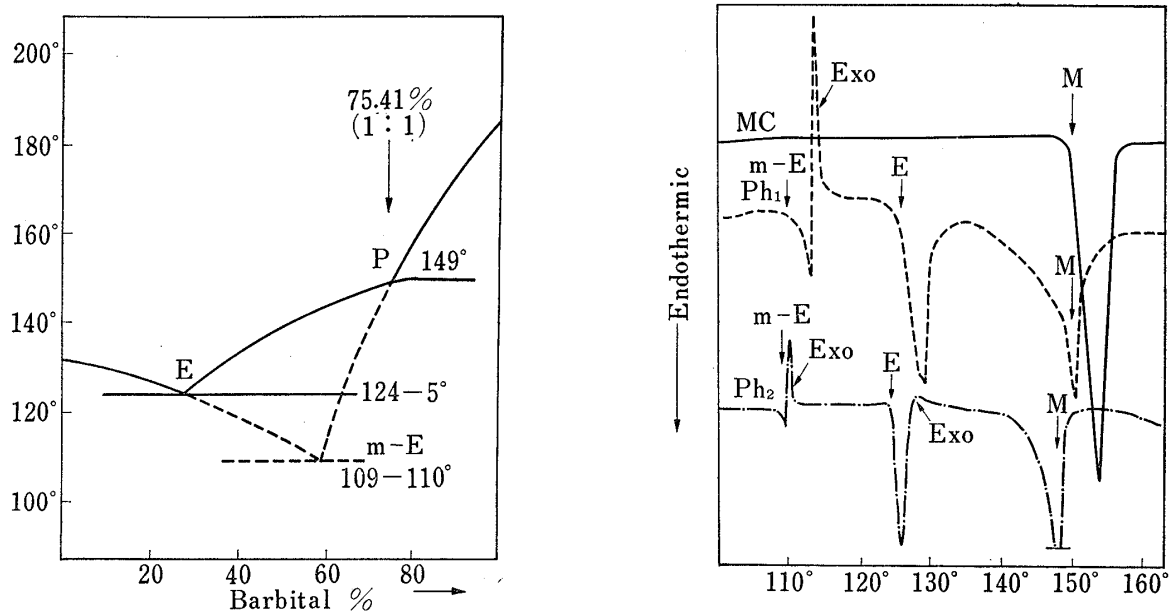 200°
180°
160°
140°
120°
100°
75.41%
(1 : 1)
P
149°
E
124−5°
m−E
109−110°
20
40
60
80
Barbital %
Endothermic
Exo
M
MC
m−E
E
Ph₁
M
m−E
Exo
E
Ph₂
Exo
M
110°
120°
130°
140°
150°
160°